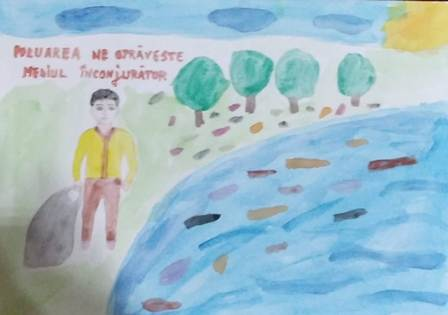 POLUAREA NE OTRĂVEȘTE
MEDIUL ÎNCONJURĂTOR